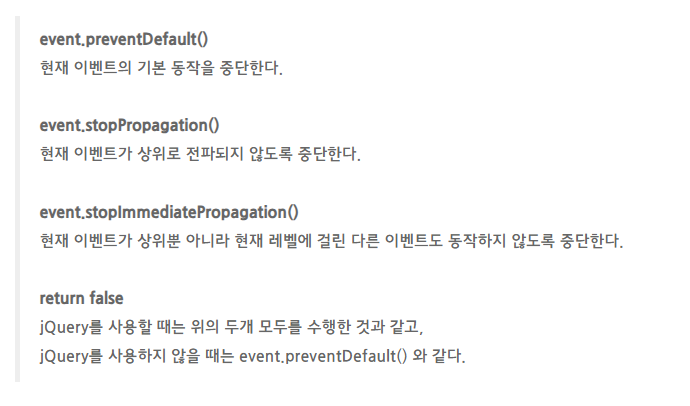 event.preventDefault()
현재 이벤트의 기본 동작을 중단한다.
event.stopPropagation()
현재 이벤트가 상위로 전파되지 않도록 중단한다.
event.stopImmediatePropagation()
현재 이벤트가 상위뿐 아니라 현재 레벨에 걸린 다른 이벤트도 동작하지 않도록 중단한다.
return false
jQuery를 사용할 때는 위의 두개 모두를 수행한 것과 같고,
jQuery를 사용하지 않을 때는 event.preventDefault() 와 같다.